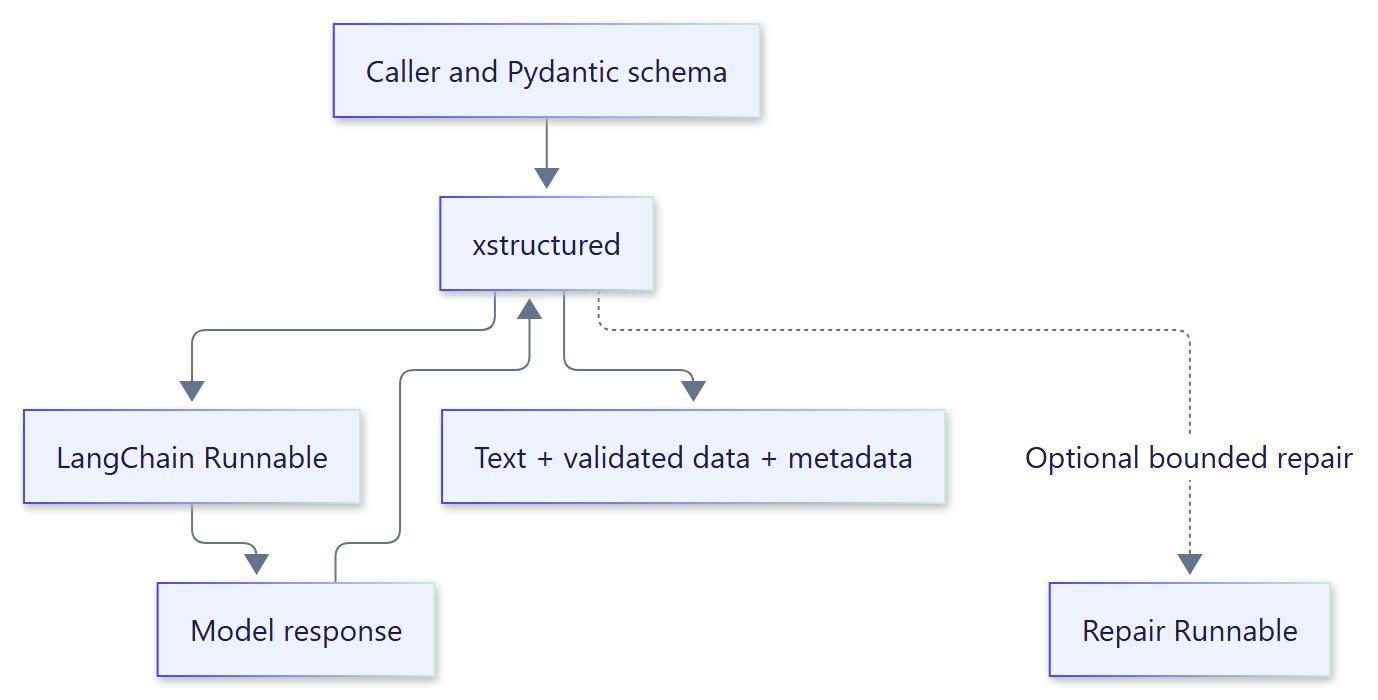 Caller and Pydantic schema
xstructured
LangChain Runnable
Text + validated data + metadata
Optional bounded repair
Model response
Repair Runnable